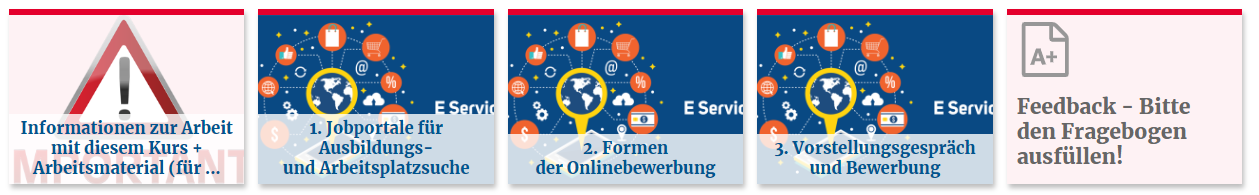 IMPORTANT
Informationen zur Arbeit
mit diesem Kurs +
Arbeitsmaterial (für ...
@
%
$
E Servic
1. Jobportale für
Ausbildungs-
und Arbeitsplatzsuche
@
%
$
E Servic
2. Formen
der Onlinebewerbung
@
%
$
E Servic
3. Vorstellungsgespräch
und Bewerbung
A+
Feedback - Bitte
den Fragebogen
ausfüllen!